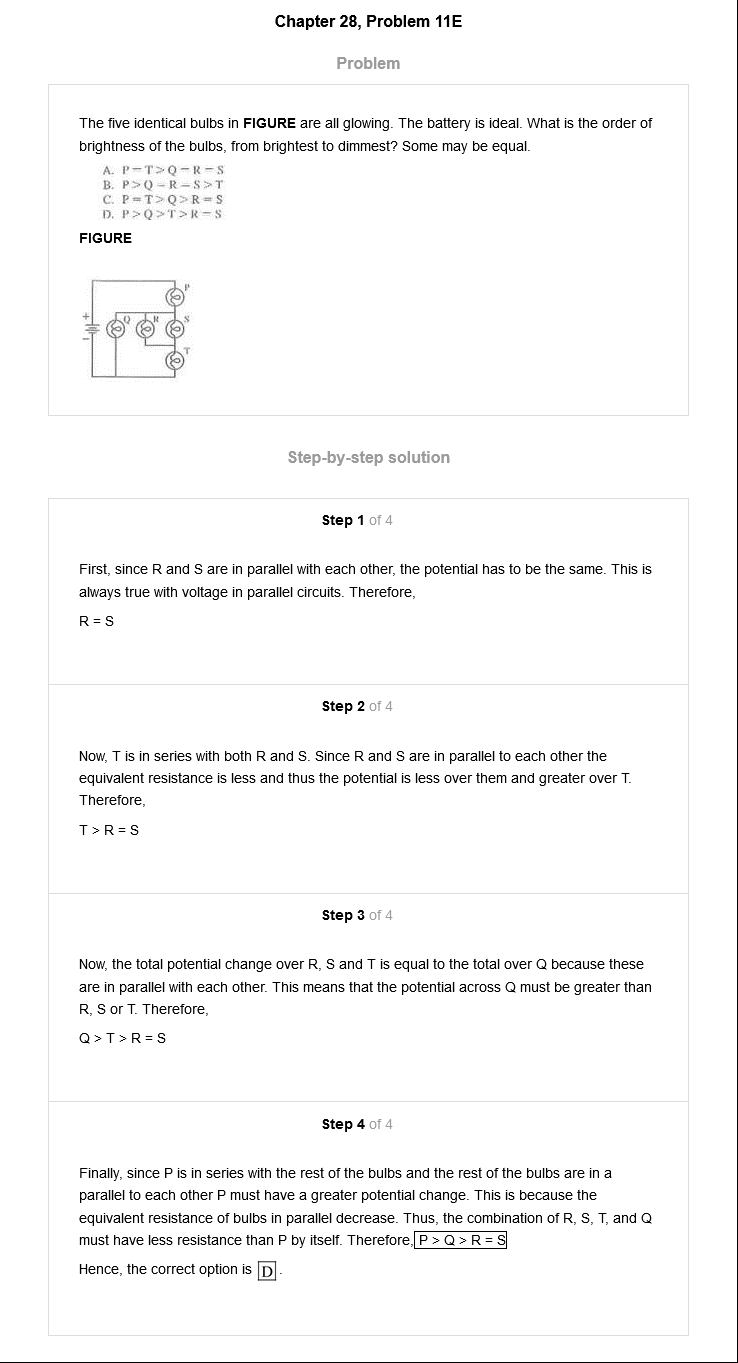 Chapter 28, Problem 11E
Problem
The five identical bulbs in FIGURE are all glowing. The battery is ideal. What is the order of
brightness of the bulbs, from brightest to dimmest? Some may be equal.
A. P=T>Q=R=S
B. P>Q=R=S>T
C. P=T>Q>R=S
D. P>Q>T>R=S
FIGURE
P
+
Q
R
S
-
T
Step-by-step solution
Step 1 of 4
First, since R and S are in parallel with each other, the potential has to be the same. This is
always true with voltage in parallel circuits. Therefore,
R = S
Step 2 of 4
Now, T is in series with both R and S. Since R and S are in parallel to each other the
equivalent resistance is less and thus the potential is less over them and greater over T.
Therefore,
T > R = S
Step 3 of 4
Now, the total potential change over R, S and T is equal to the total over Q because these
are in parallel with each other. This means that the potential across Q must be greater than
R, S or T. Therefore,
Q > T > R = S
Step 4 of 4
Finally, since P is in series with the rest of the bulbs and the rest of the bulbs are in a
parallel to each other P must have a greater potential change. This is because the
equivalent resistance of bulbs in parallel decrease. Thus, the combination of R, S, T, and Q
must have less resistance than P by itself. Therefore, P > Q > R = S
Hence, the correct option is D.